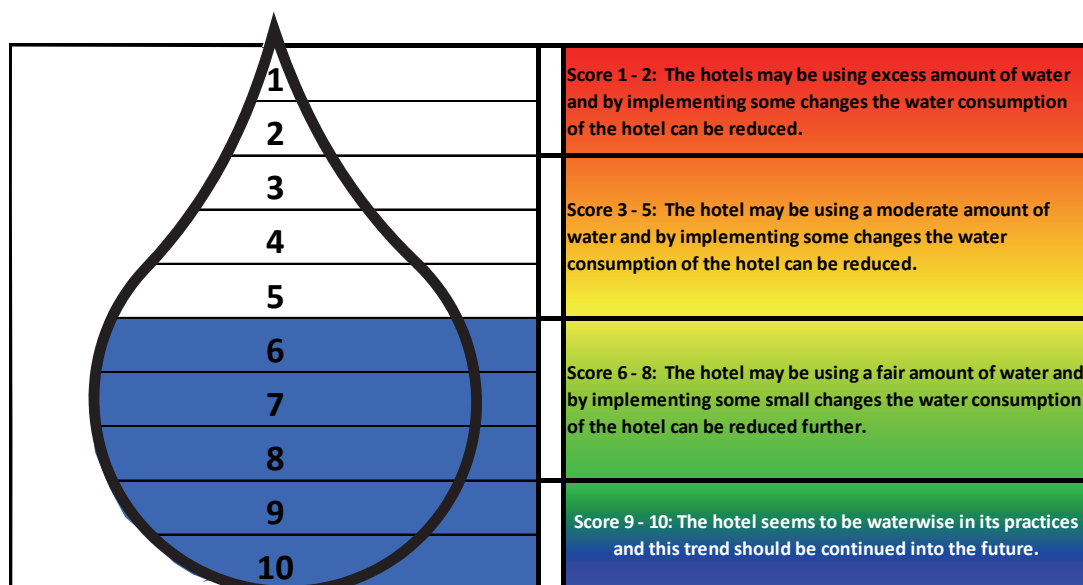 1
2
3
4
5
6
7
8
9
10
Score 1 - 2: The hotels may be using excess amount of water
and by implementing some changes the water consumption
of the hotel can be reduced.
Score 3 - 5: The hotel may be using a moderate amount of
water and by implementing some changes the water
consumption of the hotel can be reduced.
Score 6 - 8: The hotel may be using a fair amount of water and
by implementing some small changes the water consumption
of the hotel can be reduced further.
Score 9 - 10: The hotel seems to be waterwise in its practices
and this trend should be continued into the future.